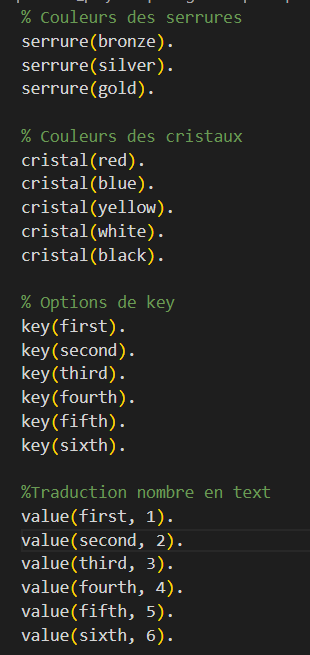 % Couleurs des serrures
serrure(bronze).
serrure(silver).
serrure(gold).
% Couleurs des cristaux
cristal(red).
cristal(blue).
cristal(yellow).
cristal(white).
cristal(black).
% Options de key
key(first).
key(second).
key(third).
key(fourth).
key(fifth).
key(sixth).
%Traduction nombre en text
value(first, 1).
value(second, 2).
value(third, 3).
value(fourth, 4).
value(fifth, 5).
value(sixth, 6).